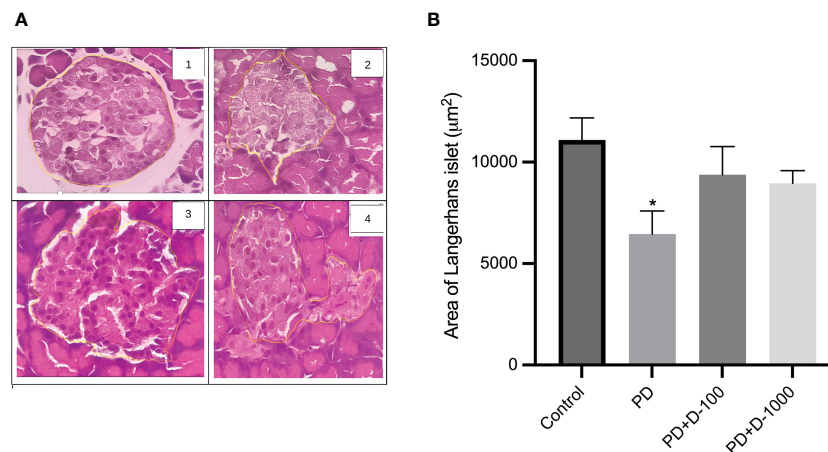 A
B
1
2
3
4
Area of Langerhans islet (μm²)
15000
10000
5000
0
*
Control
PD
PD+D-100
PD+D-1000